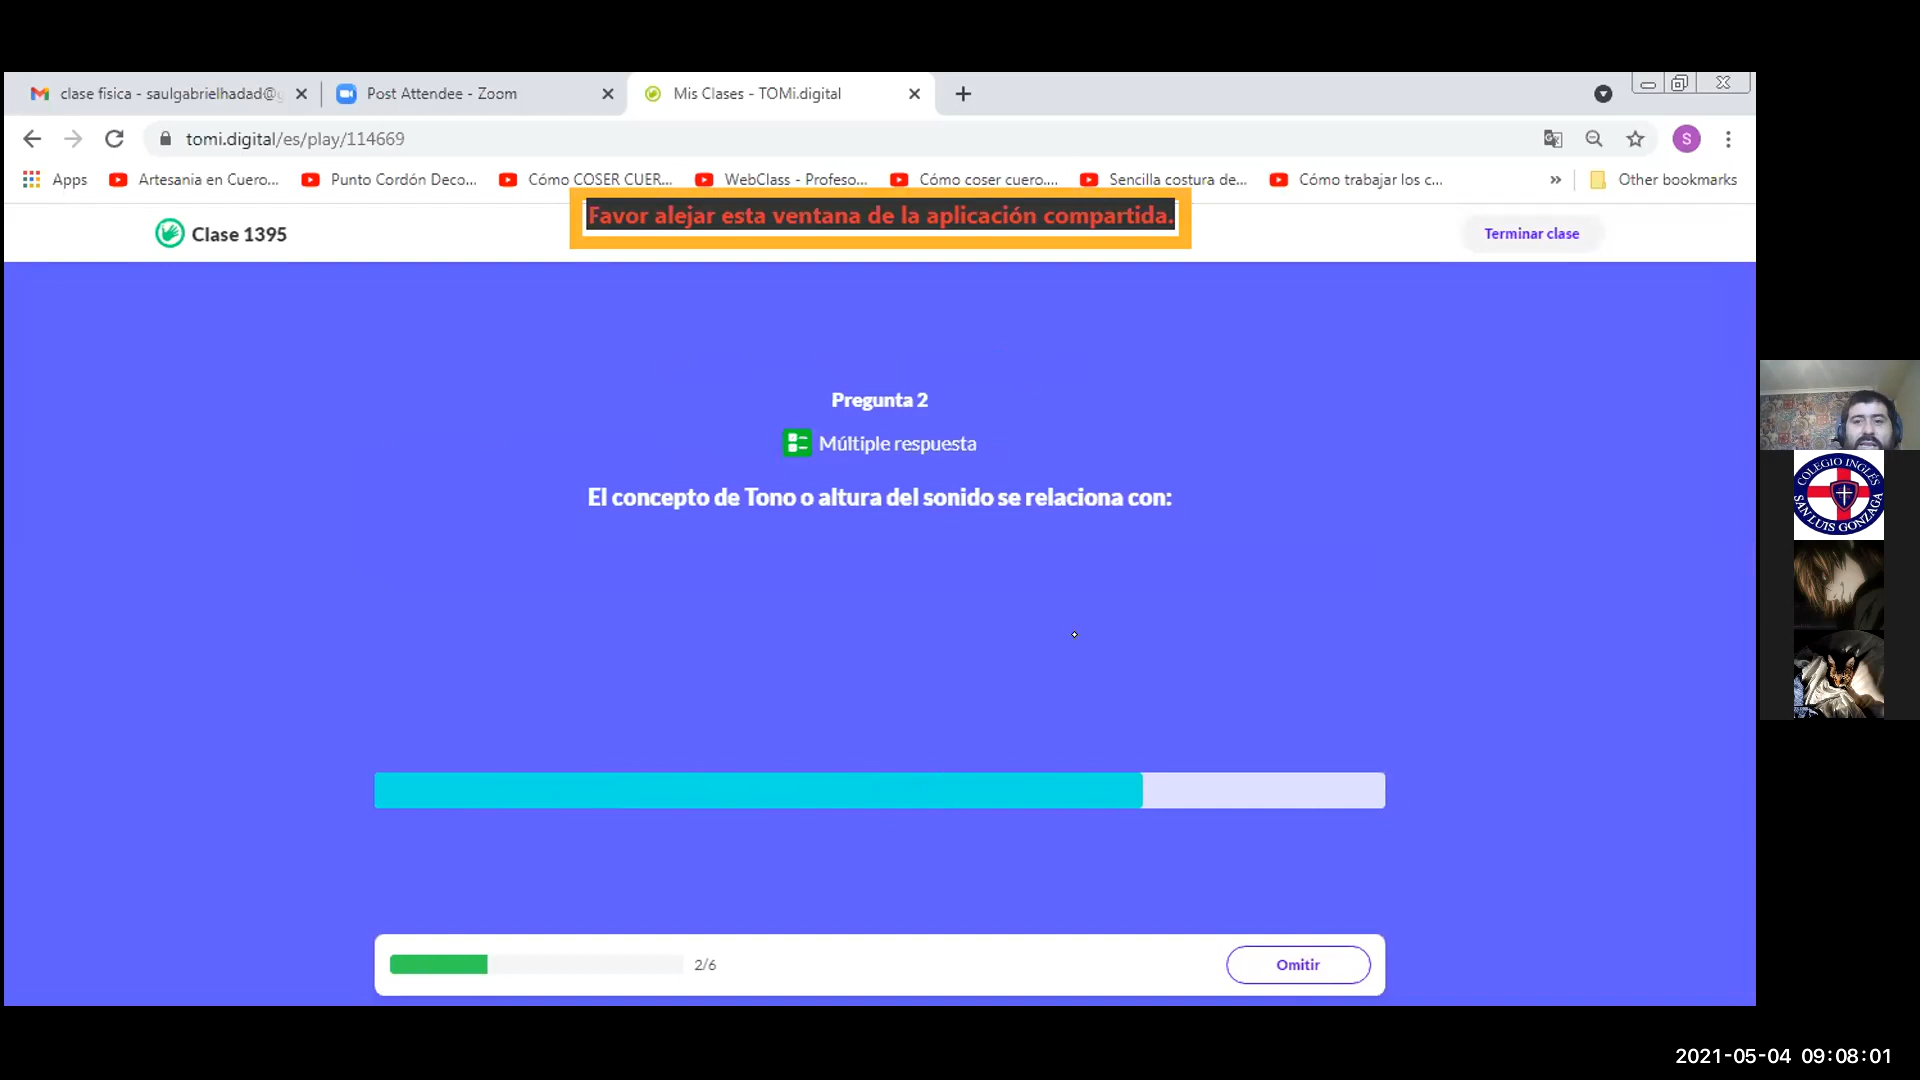 clase física - saulgabrielhadad@g
Post Attendee - Zoom
Mis Clases - TOMi.digital
tomi.digital/es/play/114669
S
Apps
Artesania en Cuero...
Punto Cordón Deco...
Cómo COSER CUER...
WebClass - Profeso...
Cómo coser cuero....
Sencilla costura de...
Cómo trabajar los c...
Other bookmarks
Favor alejar esta ventana de la aplicación compartida.
Clase 1395
Terminar clase
Pregunta 2
Múltiple respuesta
El concepto de Tono o altura del sonido se relaciona con:
COLEGIO INGLÉS
SAN LUIS GONZAGA
2/6
Omitir
2021-05-04 09:08:01